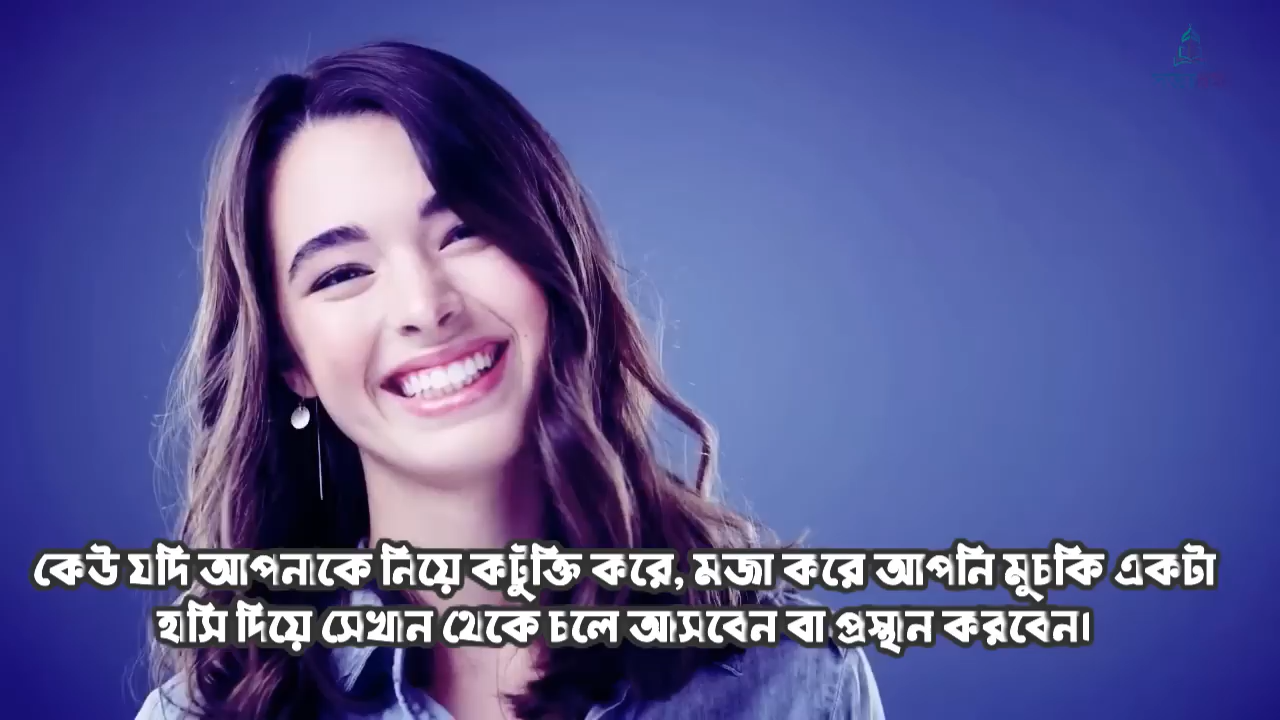 কেউ যদি আপনাকে নিয়ে কটুক্তি করে, মজা করে আপনি মুচকি একটা
হাসি দিয়ে সেখান থেকে চলে আসবেন বা প্রস্থান করবেন।